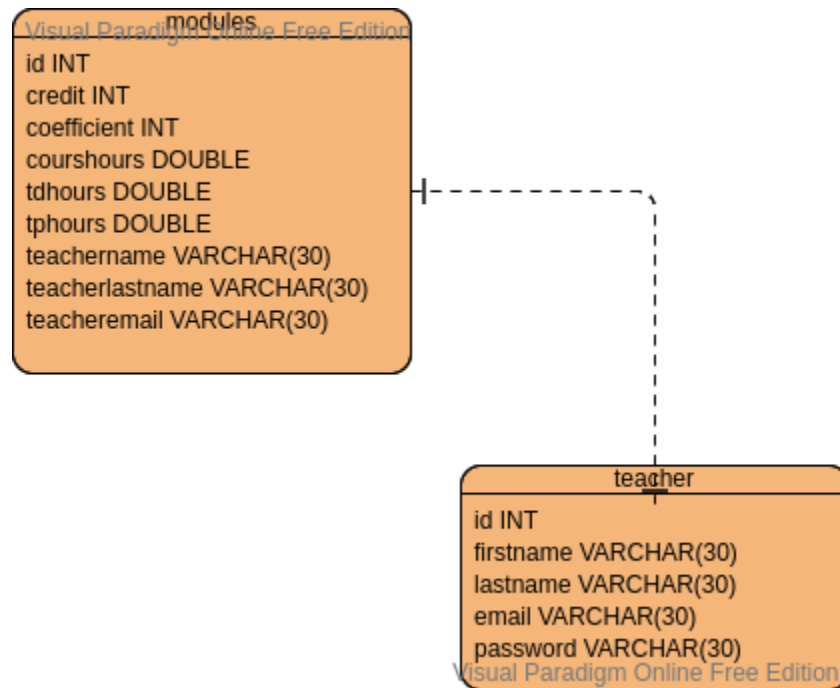 modules
Visual Paradigm Online Free Edition
id INT
credit INT
coefficient INT
courshours DOUBLE
tdhours DOUBLE
tphours DOUBLE
teachername VARCHAR(30)
teacherlastname VARCHAR(30)
teacheremail VARCHAR(30)
teacher
id INT
firstname VARCHAR(30)
lastname VARCHAR(30)
email VARCHAR(30)
password VARCHAR(30)
Visual Paradigm Online Free Edition